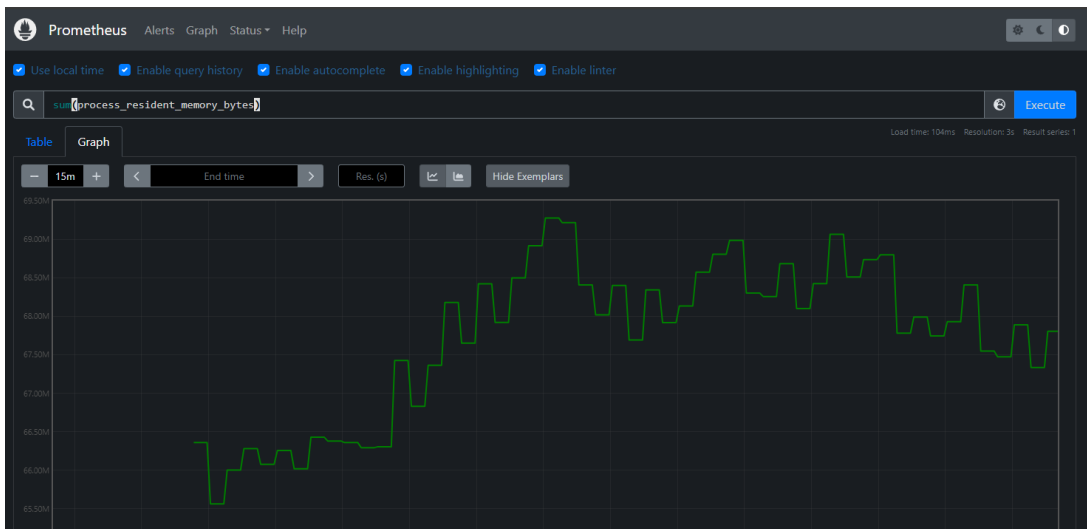 Prometheus Alerts Graph Status Help
Use local time Enable query history Enable autocomplete Enable highlighting Enable linter
sum(process_resident_memory_bytes) Execute
Load time: 104ms Resolution: 3s Result series: 1
Table Graph
− 15m + < End time > Res. (s) Hide Exemplars
69.50M
69.00M
68.50M
68.00M
67.50M
67.00M
66.50M
66.00M
65.50M